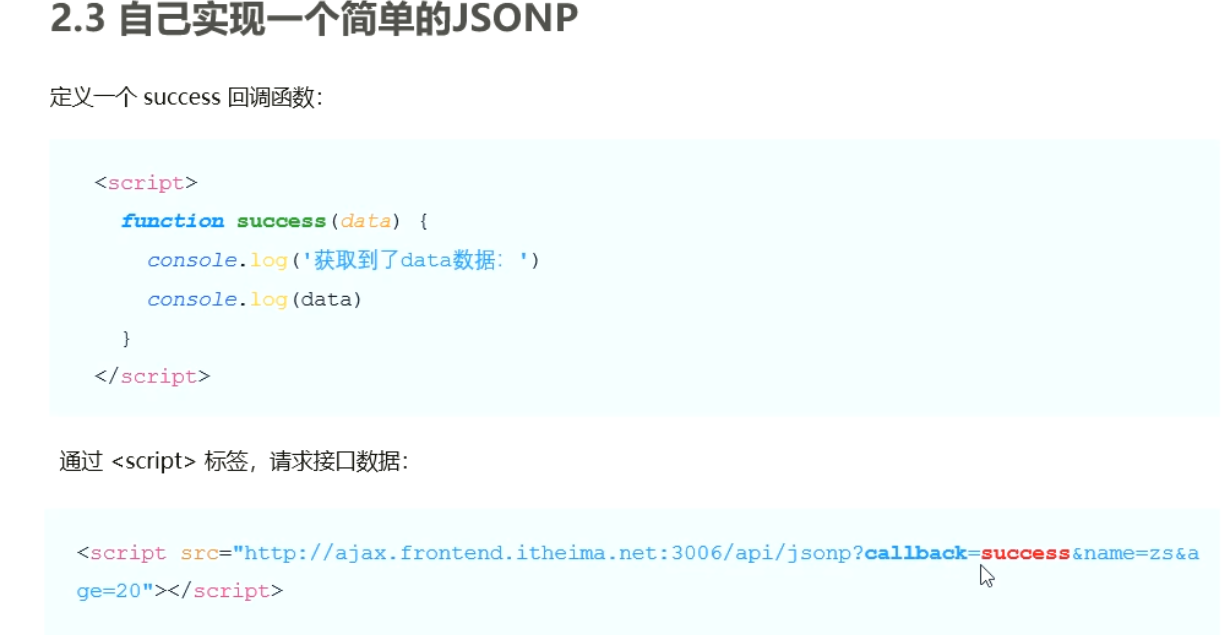 2.3 自己实现一个简单的JSONP
定义一个 success 回调函数：
<script>
function success(data) {
console.log('获取到了data数据：')
console.log(data)
}
</script>
通过 <script> 标签，请求接口数据：
<script src="http://ajax.frontend.itheima.net:3006/api/jsonp?callback=success&name=zs&a
ge=20"></script>